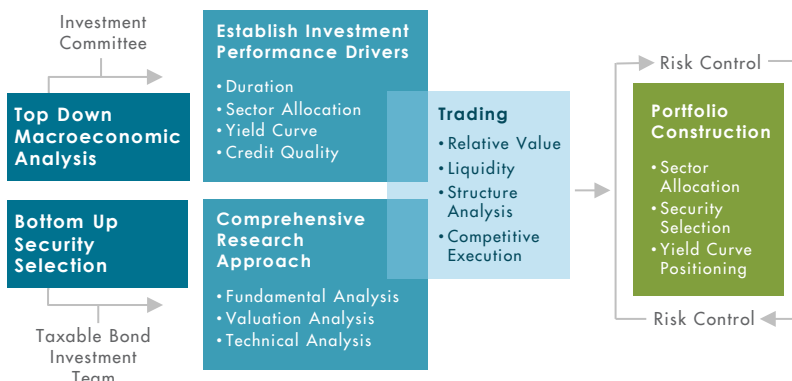 Investment
Committee
Top Down
Macroeconomic
Analysis
Bottom Up
Security
Selection
Taxable Bond
Investment
Team
Establish Investment
Performance Drivers
• Duration
• Sector Allocation
• Yield Curve
• Credit Quality
Comprehensive
Research
Approach
• Fundamental Analysis
• Valuation Analysis
• Technical Analysis
Trading
• Relative Value
• Liquidity
• Structure
Analysis
• Competitive
Execution
Risk Control
Portfolio
Construction
• Sector
Allocation
• Security
Selection
• Yield Curve
Positioning
Risk Control